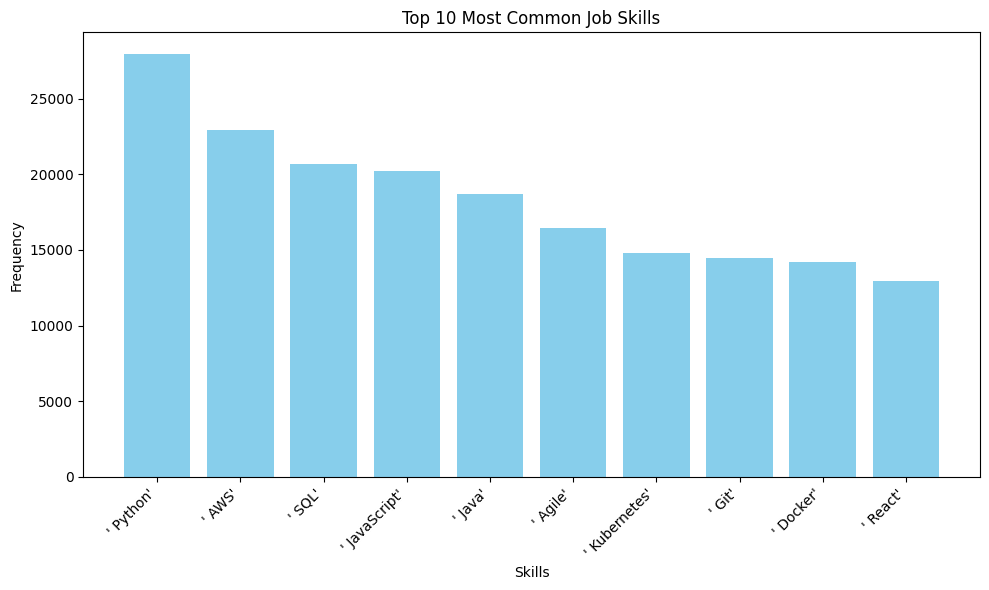 Top 10 Most Common Job Skills
Frequency
25000
20000
15000
10000
5000
0
' Python'
' AWS'
' SQL'
' JavaScript'
' Java'
' Agile'
' Kubernetes'
' Git'
' Docker'
' React'
Skills